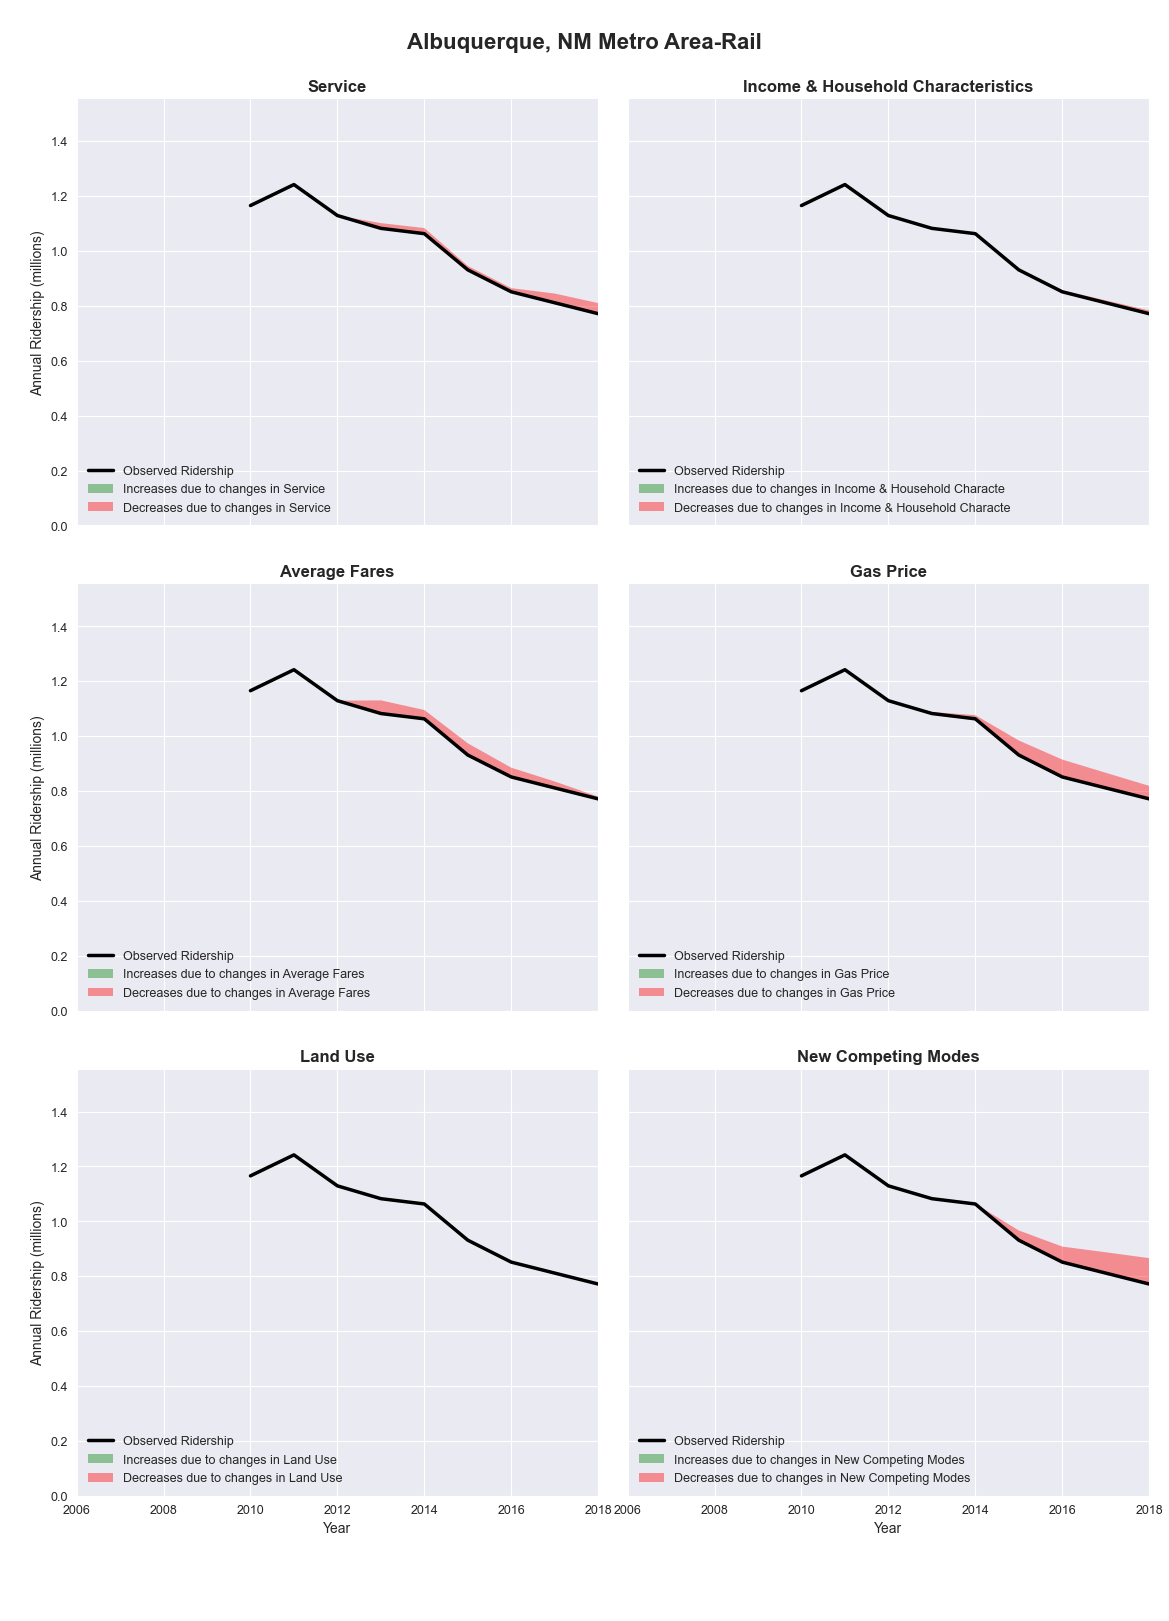 Albuquerque, NM Metro Area-Rail
Service
Annual Ridership (millions)
1.4
1.2
1.0
0.8
0.6
0.4
0.2
0.0
Observed Ridership
Increases due to changes in Service
Decreases due to changes in Service
Income & Household Characteristics
Observed Ridership
Increases due to changes in Income & Household Characte
Decreases due to changes in Income & Household Characte
Average Fares
Annual Ridership (millions)
1.4
1.2
1.0
0.8
0.6
0.4
0.2
0.0
Observed Ridership
Increases due to changes in Average Fares
Decreases due to changes in Average Fares
Gas Price
Observed Ridership
Increases due to changes in Gas Price
Decreases due to changes in Gas Price
Land Use
Annual Ridership (millions)
1.4
1.2
1.0
0.8
0.6
0.4
0.2
0.0
Observed Ridership
Increases due to changes in Land Use
Decreases due to changes in Land Use
2006 2008 2010 2012 2014 2016 2018
Year
New Competing Modes
Observed Ridership
Increases due to changes in New Competing Modes
Decreases due to changes in New Competing Modes
2006 2008 2010 2012 2014 2016 2018
Year